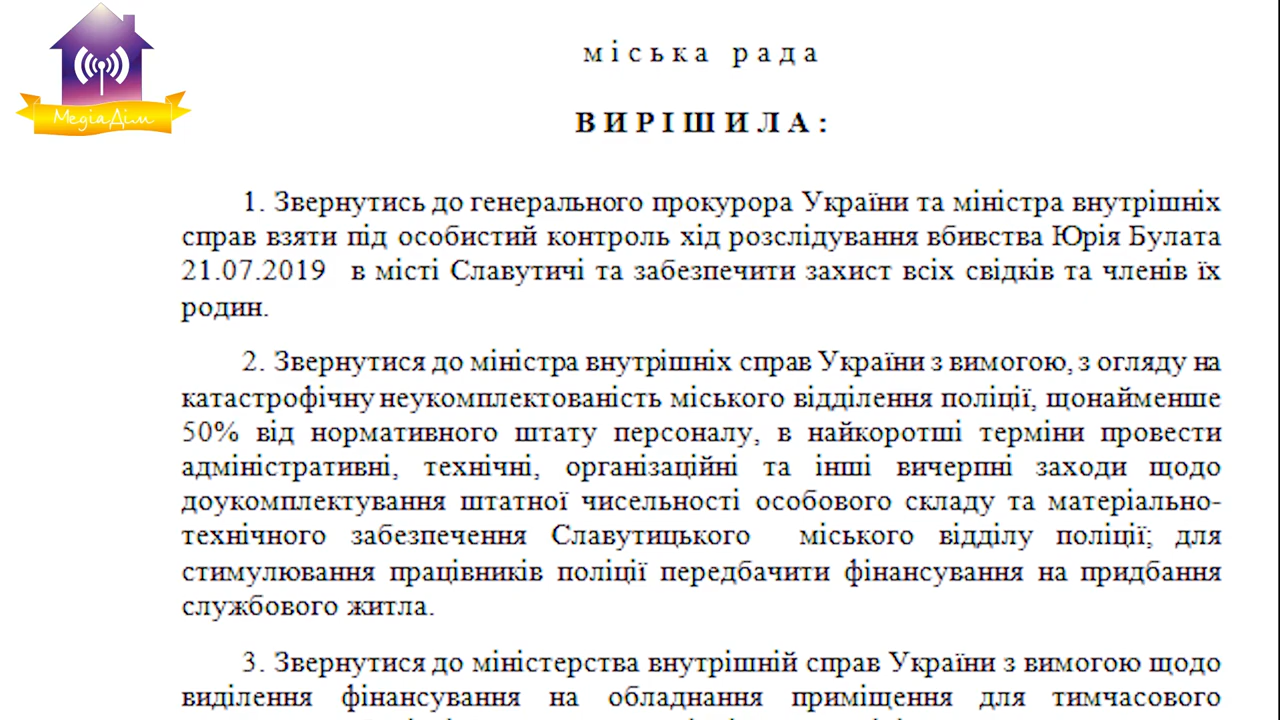 МедіаДім
міська рада
ВИРІШИЛА:
1. Звернутись до генерального прокурора України та міністра внутрішніх
справ взяти під особистий контроль хід розслідування вбивства Юрія Булата
21.07.2019 в місті Славутичі та забезпечити захист всіх свідків та членів їх
родин.
2. Звернутися до міністра внутрішніх справ України з вимогою, з огляду на
катастрофічну неукомплектованість міського відділення поліції, щонайменше
50% від нормативного штату персоналу, в найкоротші терміни провести
адміністративні, технічні, організаційні та інші вичерпні заходи щодо
доукомплектування штатної чисельності особового складу та матеріально-
технічного забезпечення Славутицького міського відділу поліції; для
стимулювання працівників поліції передбачити фінансування на придбання
службового житла.
3. Звернутися до міністерства внутрішній справ України з вимогою щодо
виділення фінансування на обладнання приміщення для тимчасового